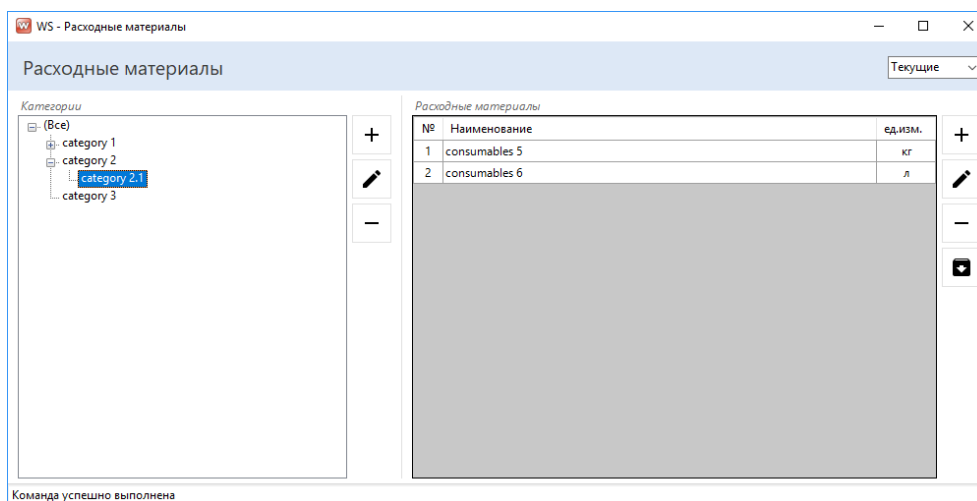 WS - Расходные материалы
Расходные материалы
Текущие
Категории
(Все)
category 1
category 2
category 2.1
category 3
Расходные материалы
№ Наименование ед.изм.
1 consumables 5 кг
2 consumables 6 л
Команда успешно выполнена